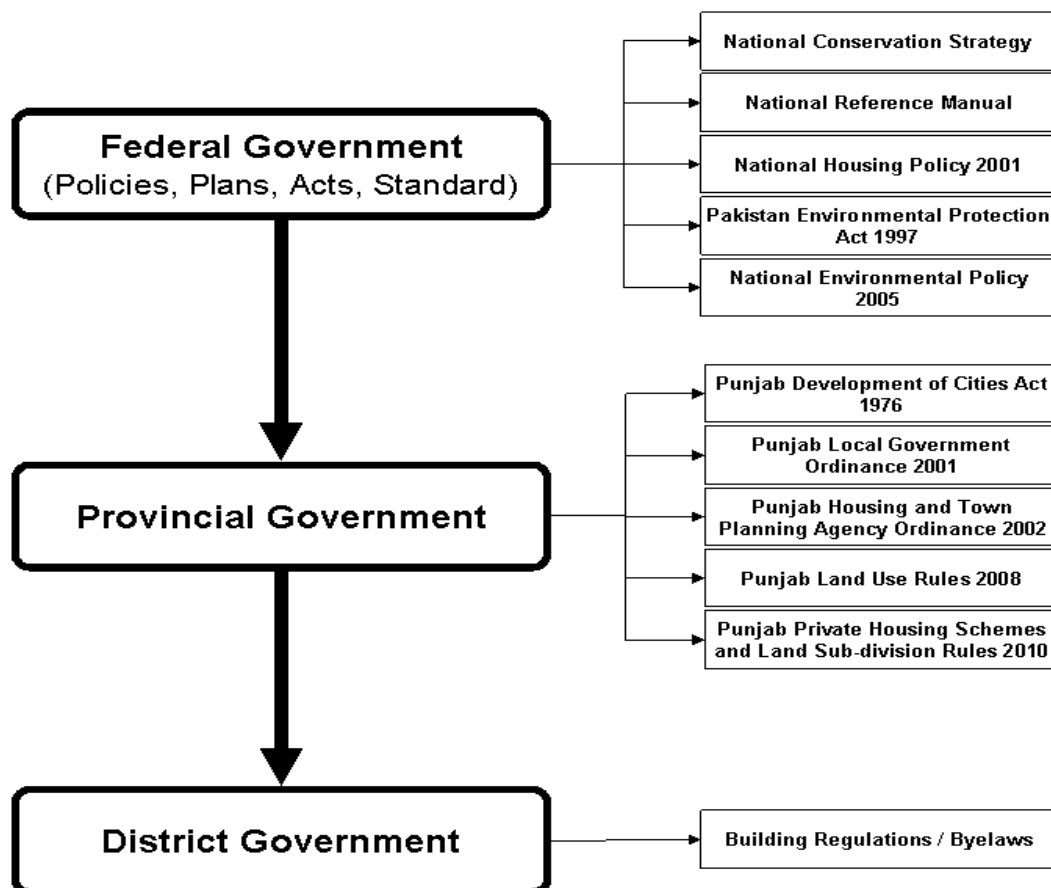 National Conservation Strategy
National Reference Manual
Federal Government
(Policies, Plans, Acts, Standard)
National Housing Policy 2001
Pakistan Environmental Protection
Act 1997
National Environmental Policy
2005
Punjab Development of Cities Act
1976
Punjab Local Government
Ordinance 2001
Provincial Government
Punjab Housing and Town
Planning Agency Ordinance 2002
Punjab Land Use Rules 2008
Punjab Private Housing Schemes
and Land Sub-division Rules 2010
District Government
Building Regulations / Byelaws